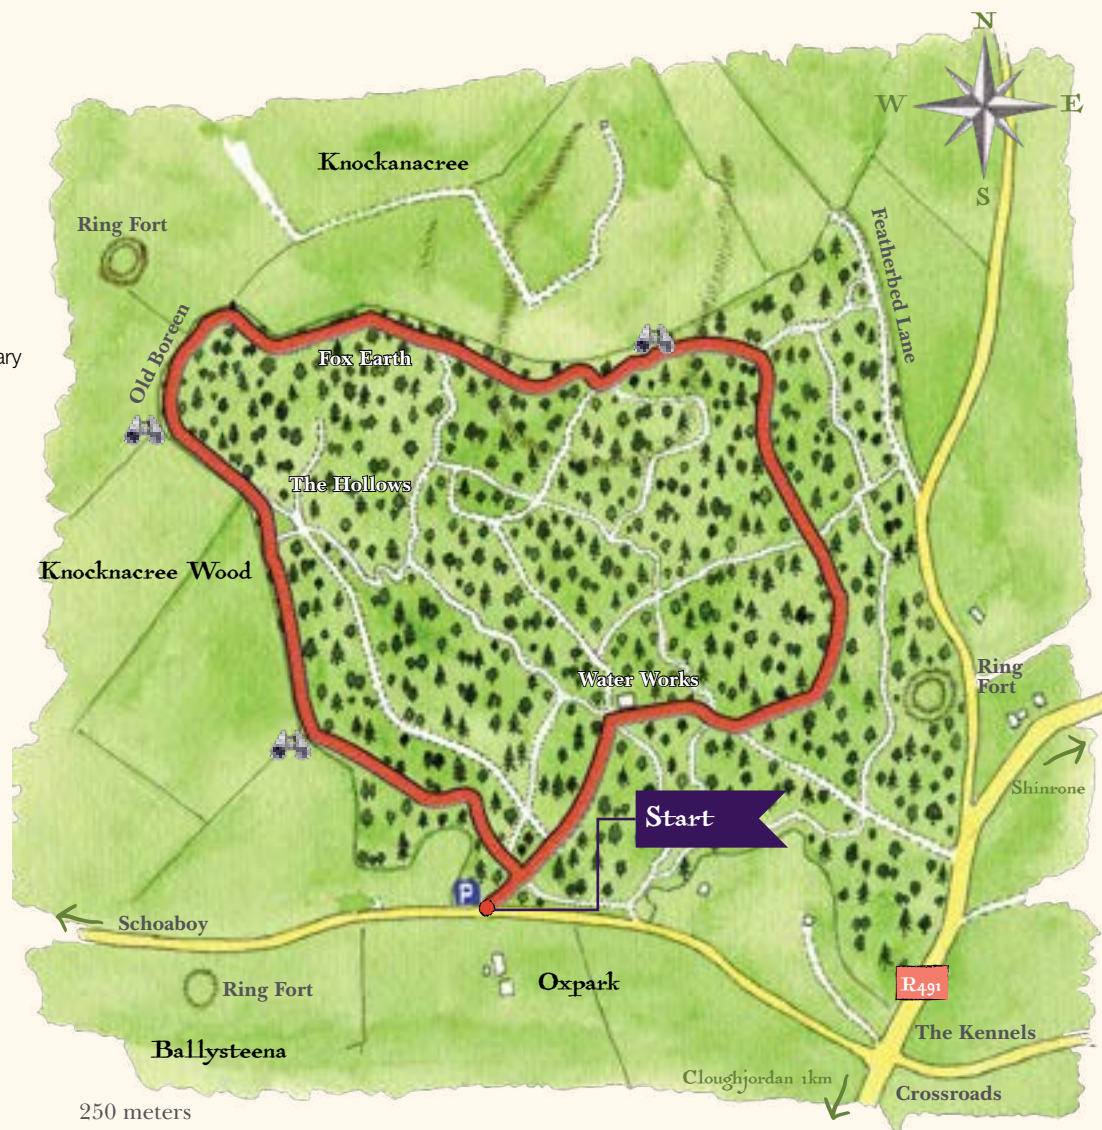 N
W
E
S
Knockanacree
Ring Fort
Featherbed Lane
Old Boreen
ary
Fox Earth
The Hollows
Knocknacree Wood
Water Works
Ring
Fort
Shinrone
Start
P
Schoaboy
Oxpark
Ring Fort
R491
The Kennels
Ballysteena
Cloughjordan 1km
Crossroads
250 meters